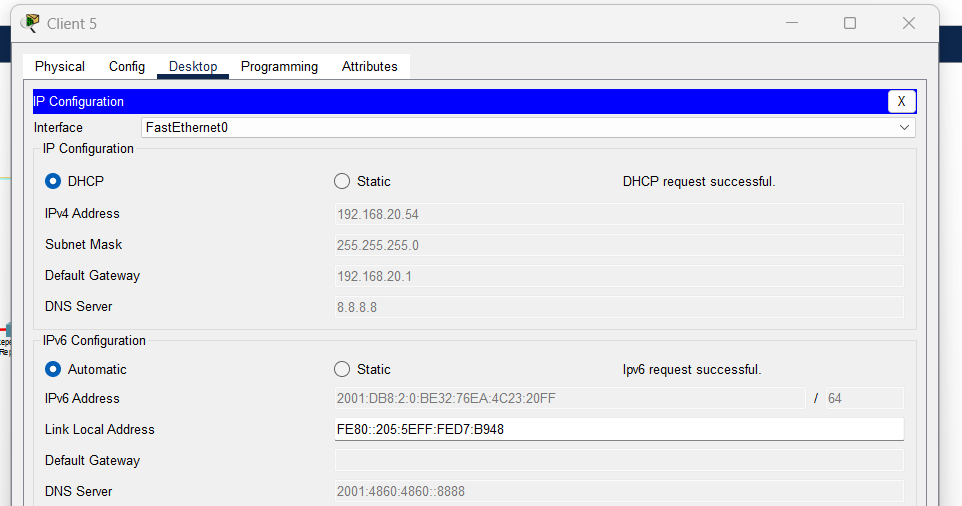 Client 5
Physical Config Desktop Programming Attributes
IP Configuration X
Interface FastEthernet0
IP Configuration
DHCP Static DHCP request successful.
IPv4 Address 192.168.20.54
Subnet Mask 255.255.255.0
Default Gateway 192.168.20.1
DNS Server 8.8.8.8
IPv6 Configuration
Automatic Static Ipv6 request successful.
IPv6 Address 2001:DB8:2:0:BE32:76EA:4C23:20FF / 64
Link Local Address FE80::205:5EFF:FED7:B948
Default Gateway
DNS Server 2001:4860:4860::8888